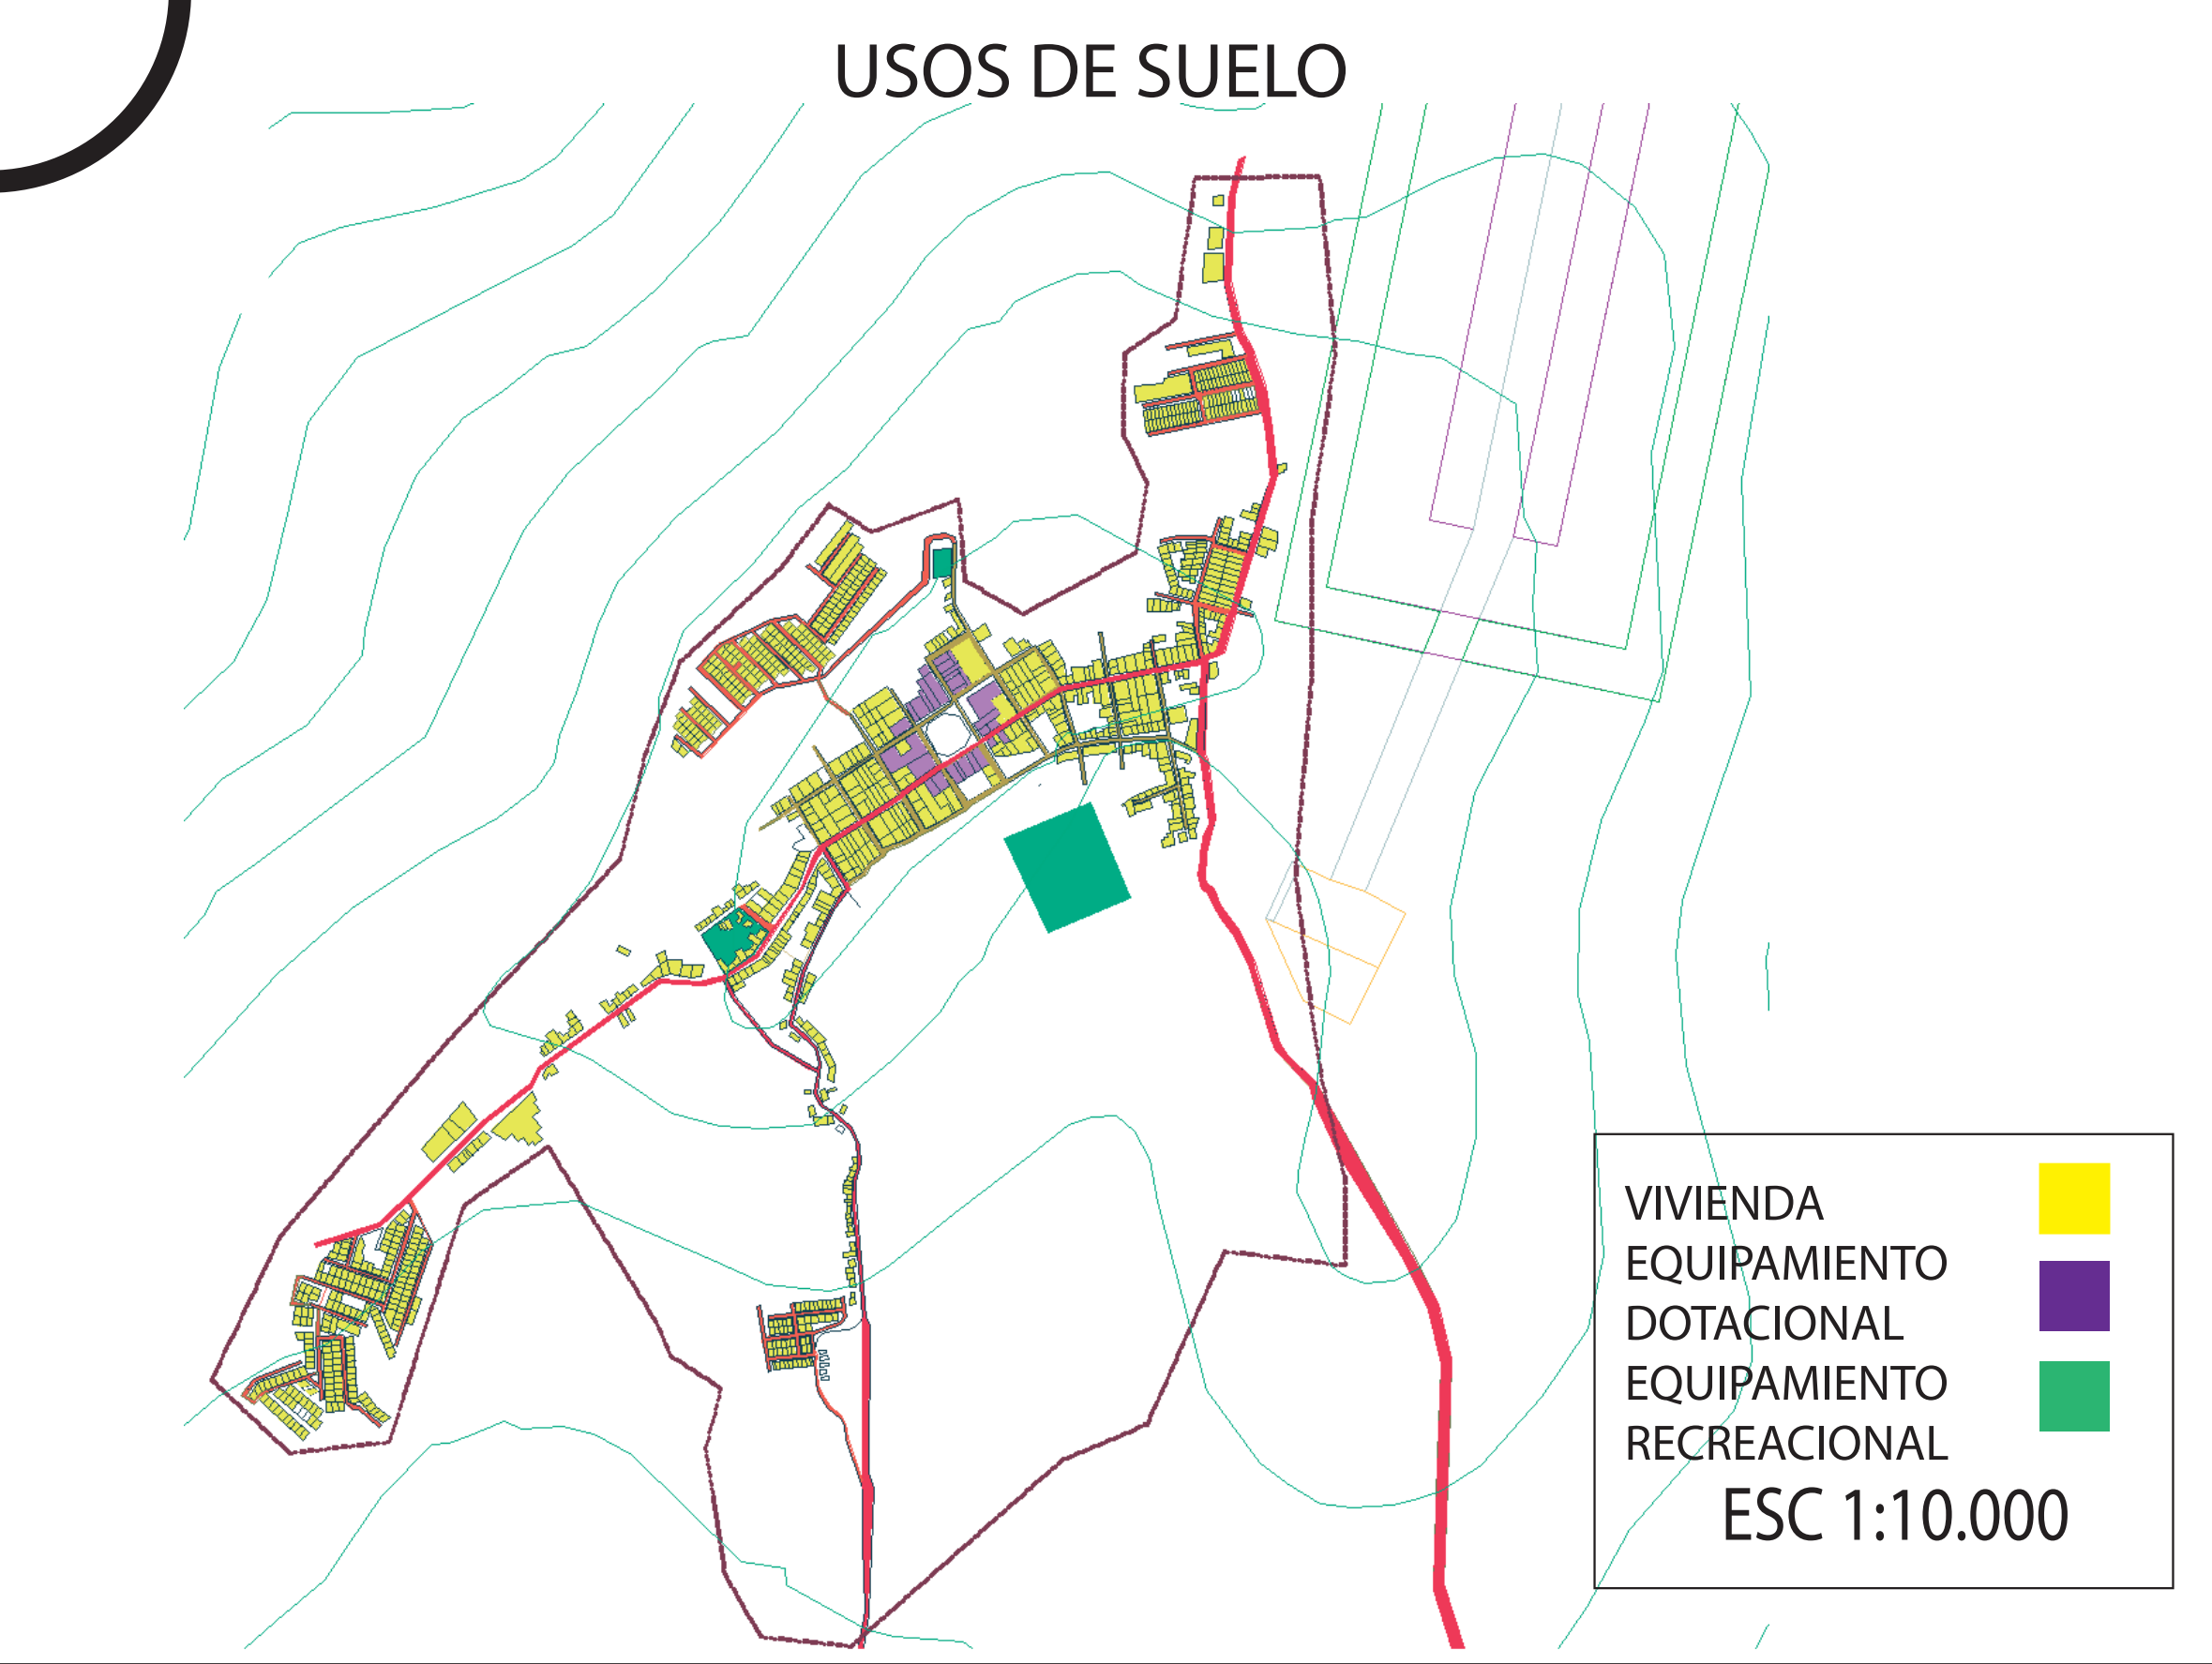 USOS DE SUELO
VIVIENDA
EQUIPAMIENTO
DOTACIONAL
EQUIPAMIENTO
RECREACIONAL
ESC 1:10.000